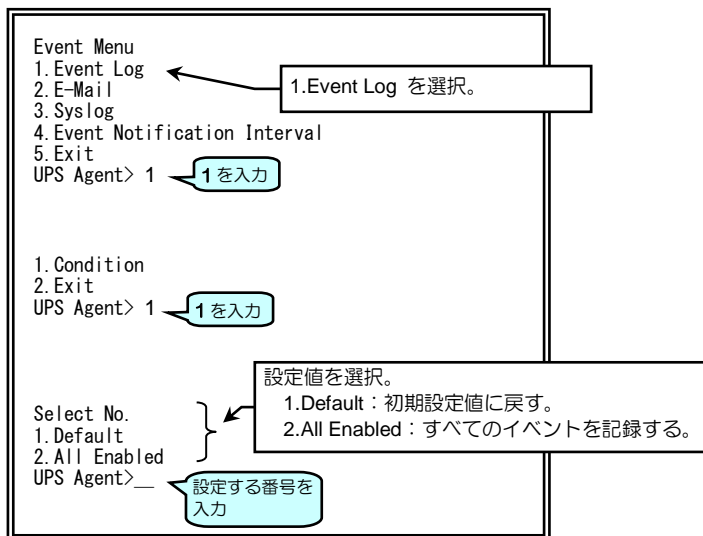 Event Menu
1.Event Log
1.Event Log を選択。
2.E-Mail
3.Syslog
4.Event Notification Interval
5.Exit
UPS Agent> 1
1を入力
1.Condition
2.Exit
UPS Agent> 1
1を入力
設定値を選択。
1.Default：初期設定値に戻す。
2.All Enabled：すべてのイベントを記録する。
Select No.
1.Default
2.All Enabled
UPS Agent>__
設定する番号を
入力